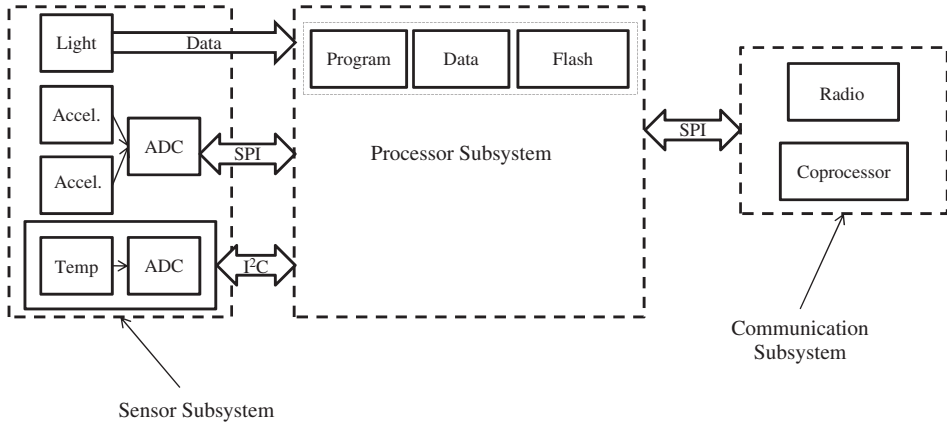 Light
Data
Accel.
Accel.
ADC
SPI
Temp
ADC
I²C
Program
Data
Flash
Processor Subsystem
SPI
Radio
Coprocessor
Communication
Subsystem
Sensor Subsystem